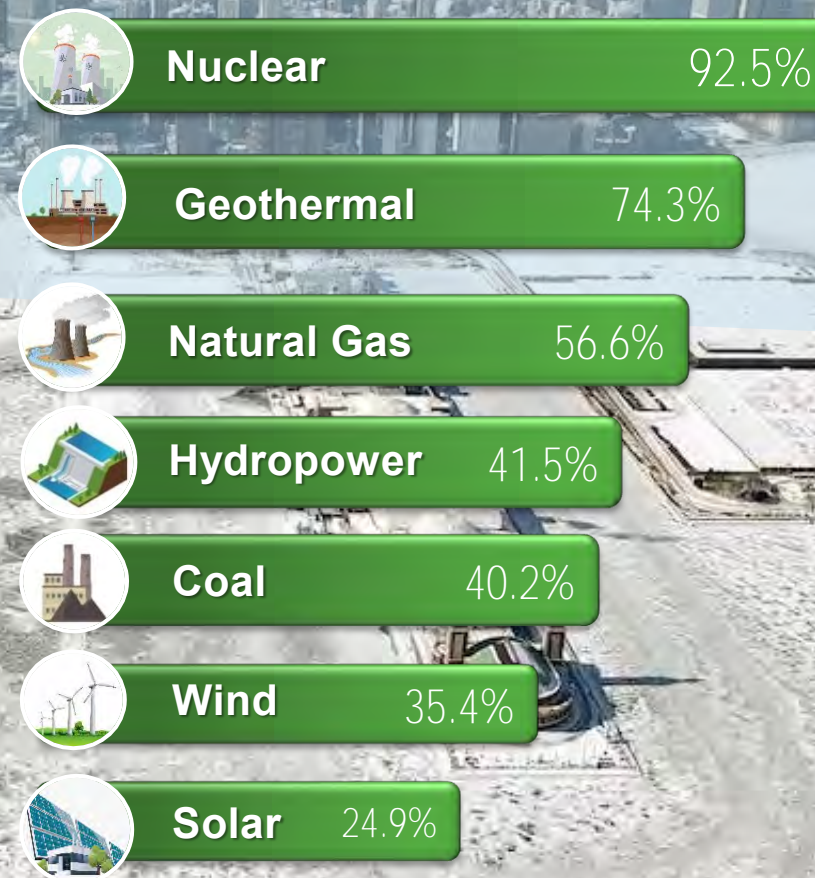 Nuclear 92.5%
Geothermal 74.3%
Natural Gas 56.6%
Hydropower 41.5%
Coal 40.2%
Wind 35.4%
Solar 24.9%